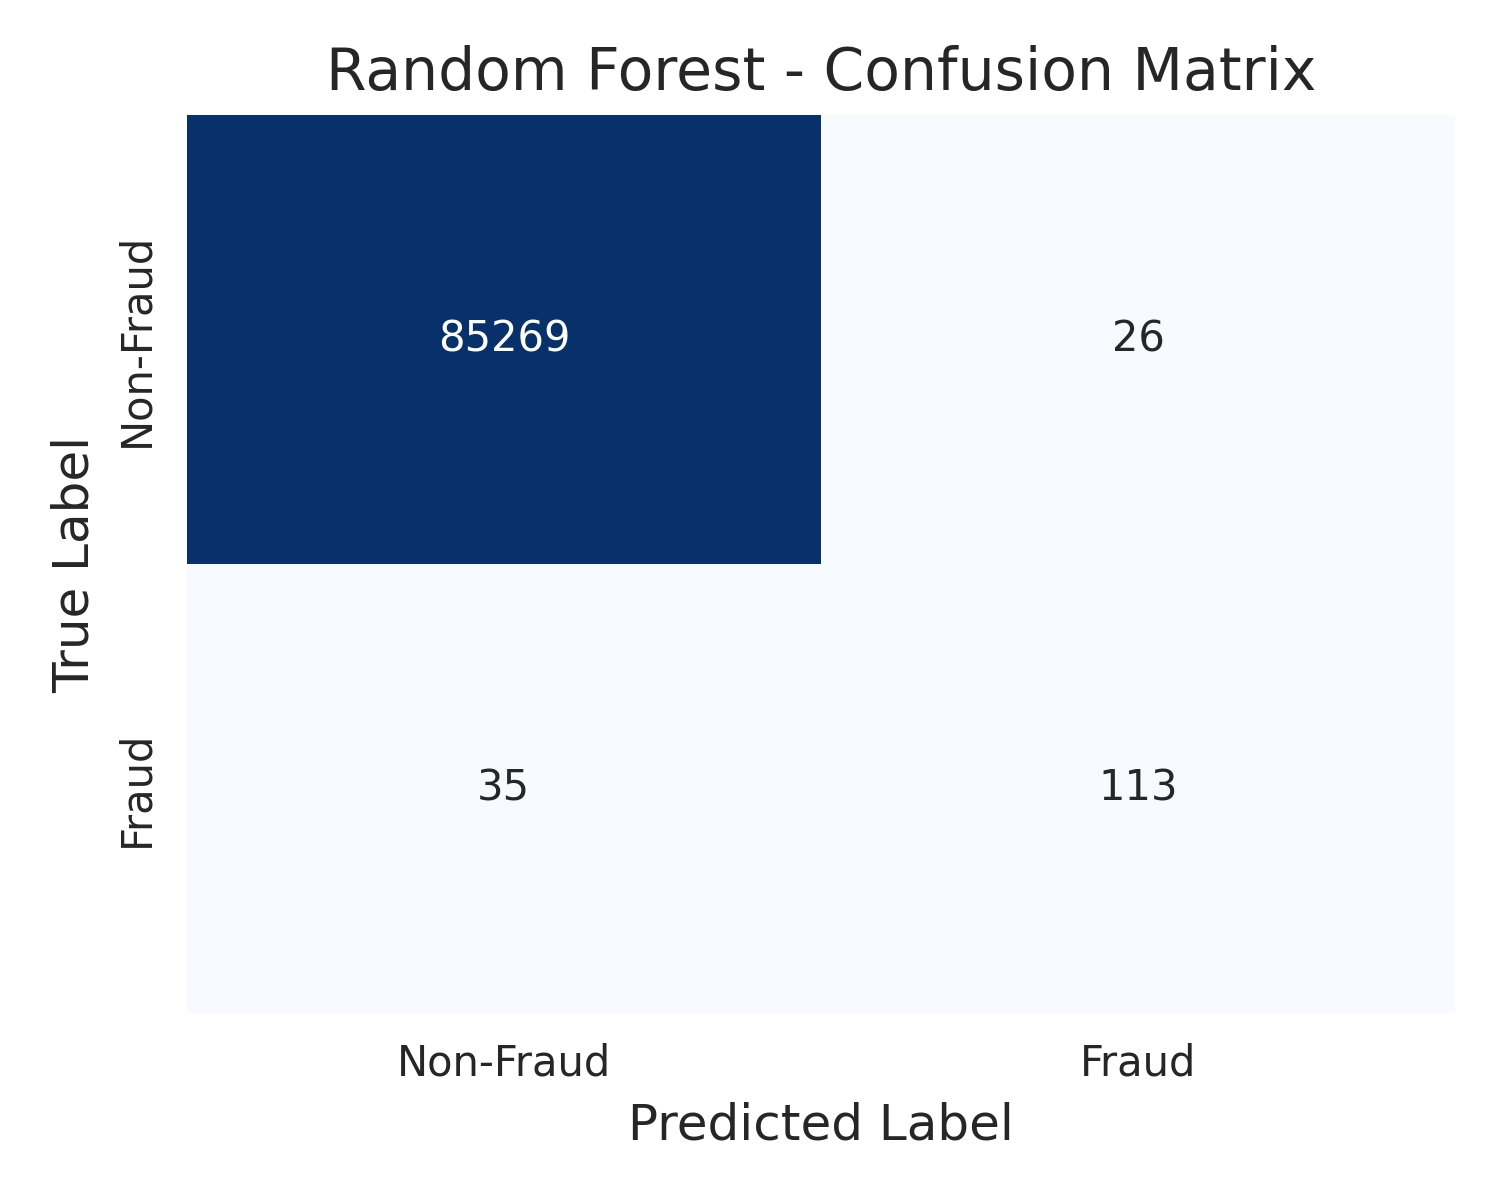 Random Forest - Confusion Matrix
True Label
Non-Fraud
85269
26
Fraud
35
113
Non-Fraud
Fraud
Predicted Label